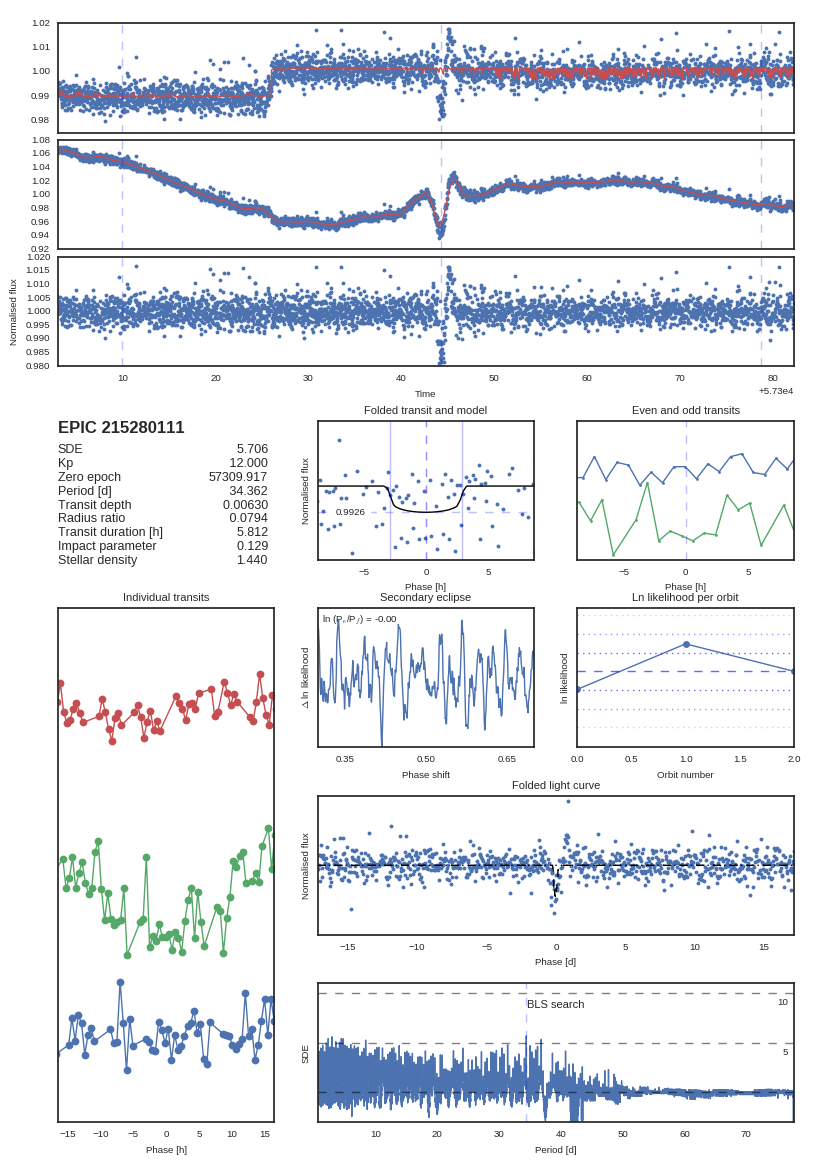 1.02
1.01
1.00
0.99
0.98
1.08
1.06
1.04
1.02
1.00
0.98
0.96
0.94
0.92
1.020
1.015
1.010
1.005
1.000
0.995
0.990
0.985
0.980
Normalised flux
10 20 30 40 50 60 70 80
Time
+5.73e4
EPIC 215280111
SDE 5.706
Kp 12.000
Zero epoch 57309.917
Period [d] 34.362
Transit depth 0.00630
Radius ratio 0.0794
Transit duration [h] 5.812
Impact parameter 0.129
Stellar density 1.440
Folded transit and model
Normalised flux
0.9926
−5 0 5
Phase [h]
Even and odd transits
−5 0 5
Phase [h]
Individual transits
−15 −10 −5 0 5 10 15
Phase [h]
Secondary eclipse
Δ ln likelihood
0.35 0.50 0.65
Phase shift
Ln likelihood per orbit
ln likelihood
0.0 0.5 1.0 1.5 2.0
Orbit number
Folded light curve
Normalised flux
−15 −10 −5 0 5 10 15
Phase [d]
BLS search
SDE
10
5
10 20 30 40 50 60 70
Period [d]